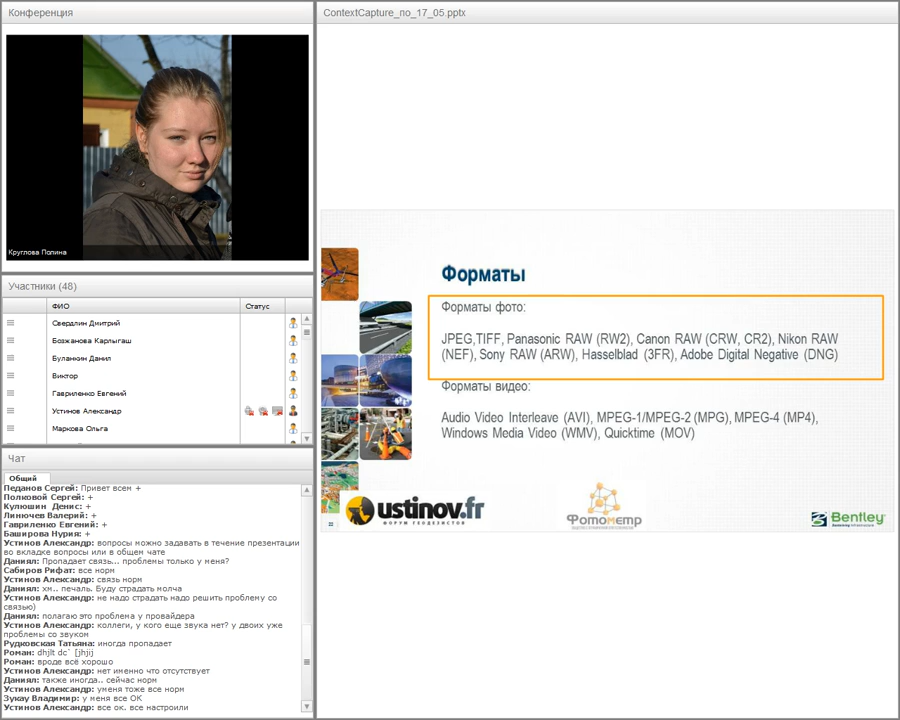 Конференция
Круглова Полина
Участники (48)
ФИО
Статус
Свердлин Дмитрий
Божанова Карлыгаш
Буланкин Данил
Виктор
Гавриленко Евгений
Устинов Александр
Маркова Ольга
Чат
Общий
Педанов Сергей: Привет всем +
Полковой Сергей: +
Кулюшин Денис: +
Линючев Валерий: +
Гавриленко Евгений: +
Баширова Нурия: +
Устинов Александр: вопросы можно задавать в течение презентации
во вкладке вопросы или в общем чате
Даниял: Пропадает связь... проблемы только у меня?
Сабиров Рифат: все норм
Устинов Александр: связь норм
Даниял: хм.. печаль. Буду страдать молча
Устинов Александр: не надо страдать надо решить проблему со
связью)
Даниял: полагаю это проблема у провайдера
Устинов Александр: коллеги, у кого еще звука нет? у двоих уже
проблемы со звуком
Рудковская Татьяна: иногда пропадает
Роман: dhjlt dc` [jhjij
Роман: вроде всё хорошо
Устинов Александр: нет именно что отсутствует
Даниял: также иногда.. сейчас норм
Устинов Александр: уменя тоже все норм
Зукау Владимир: у меня все ОК
Устинов Александр: все ок. все настроили
ContextCapture_по_17_05.pptx
Форматы
Форматы фото:
JPEG,TIFF, Panasonic RAW (RW2), Canon RAW (CRW, CR2), Nikon RAW
(NEF), Sony RAW (ARW), Hasselblad (3FR), Adobe Digital Negative (DNG)
Форматы видео:
Audio Video Interleave (AVI), MPEG-1/MPEG-2 (MPG), MPEG-4 (MP4),
Windows Media Video (WMV), Quicktime (MOV)
ustinov.fr
ФОРУМ ГЕОДЕЗИСТОВ
Фотометр
Bentley